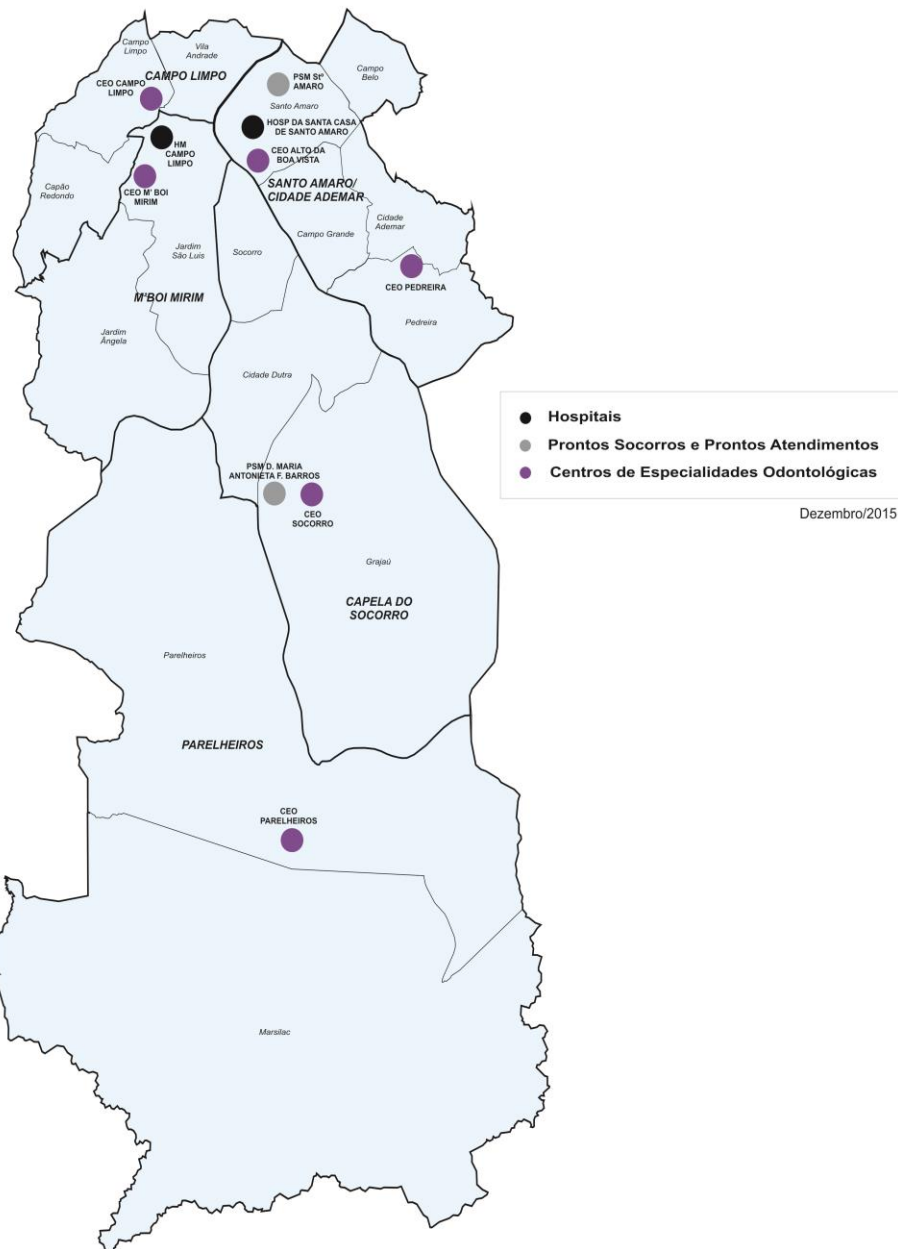 Campo
Limpo
Vila
Andrade
CAMPO LIMPO
CEO CAMPO
LIMPO
PSM Stº
AMARO
Campo
Belo
Santo Amaro
HOSP DA SANTA CASA
DE SANTO AMARO
HM
CAMPO
LIMPO
CEO ALTO DA
BOA VISTA
Capão
Redondo
CEO M' BOI
MIRIM
SANTO AMARO/
CIDADE ADEMAR
Cidade
Ademar
Campo Grande
Jardim
São Luis
Socorro
CEO PEDREIRA
M'BOI MIRIM
Pedreira
Jardim
Ângela
Cidade Dutra
Hospitais
Prontos Socorros e Prontos Atendimentos
Centros de Especialidades Odontológicas
Dezembro/2015
PSM D. MARIA
ANTONIETA F. BARROS
CEO
SOCORRO
Grajaú
CAPELA DO
SOCORRO
Parelheiros
PARELHEIROS
CEO
PARELHEIROS
Marsilac